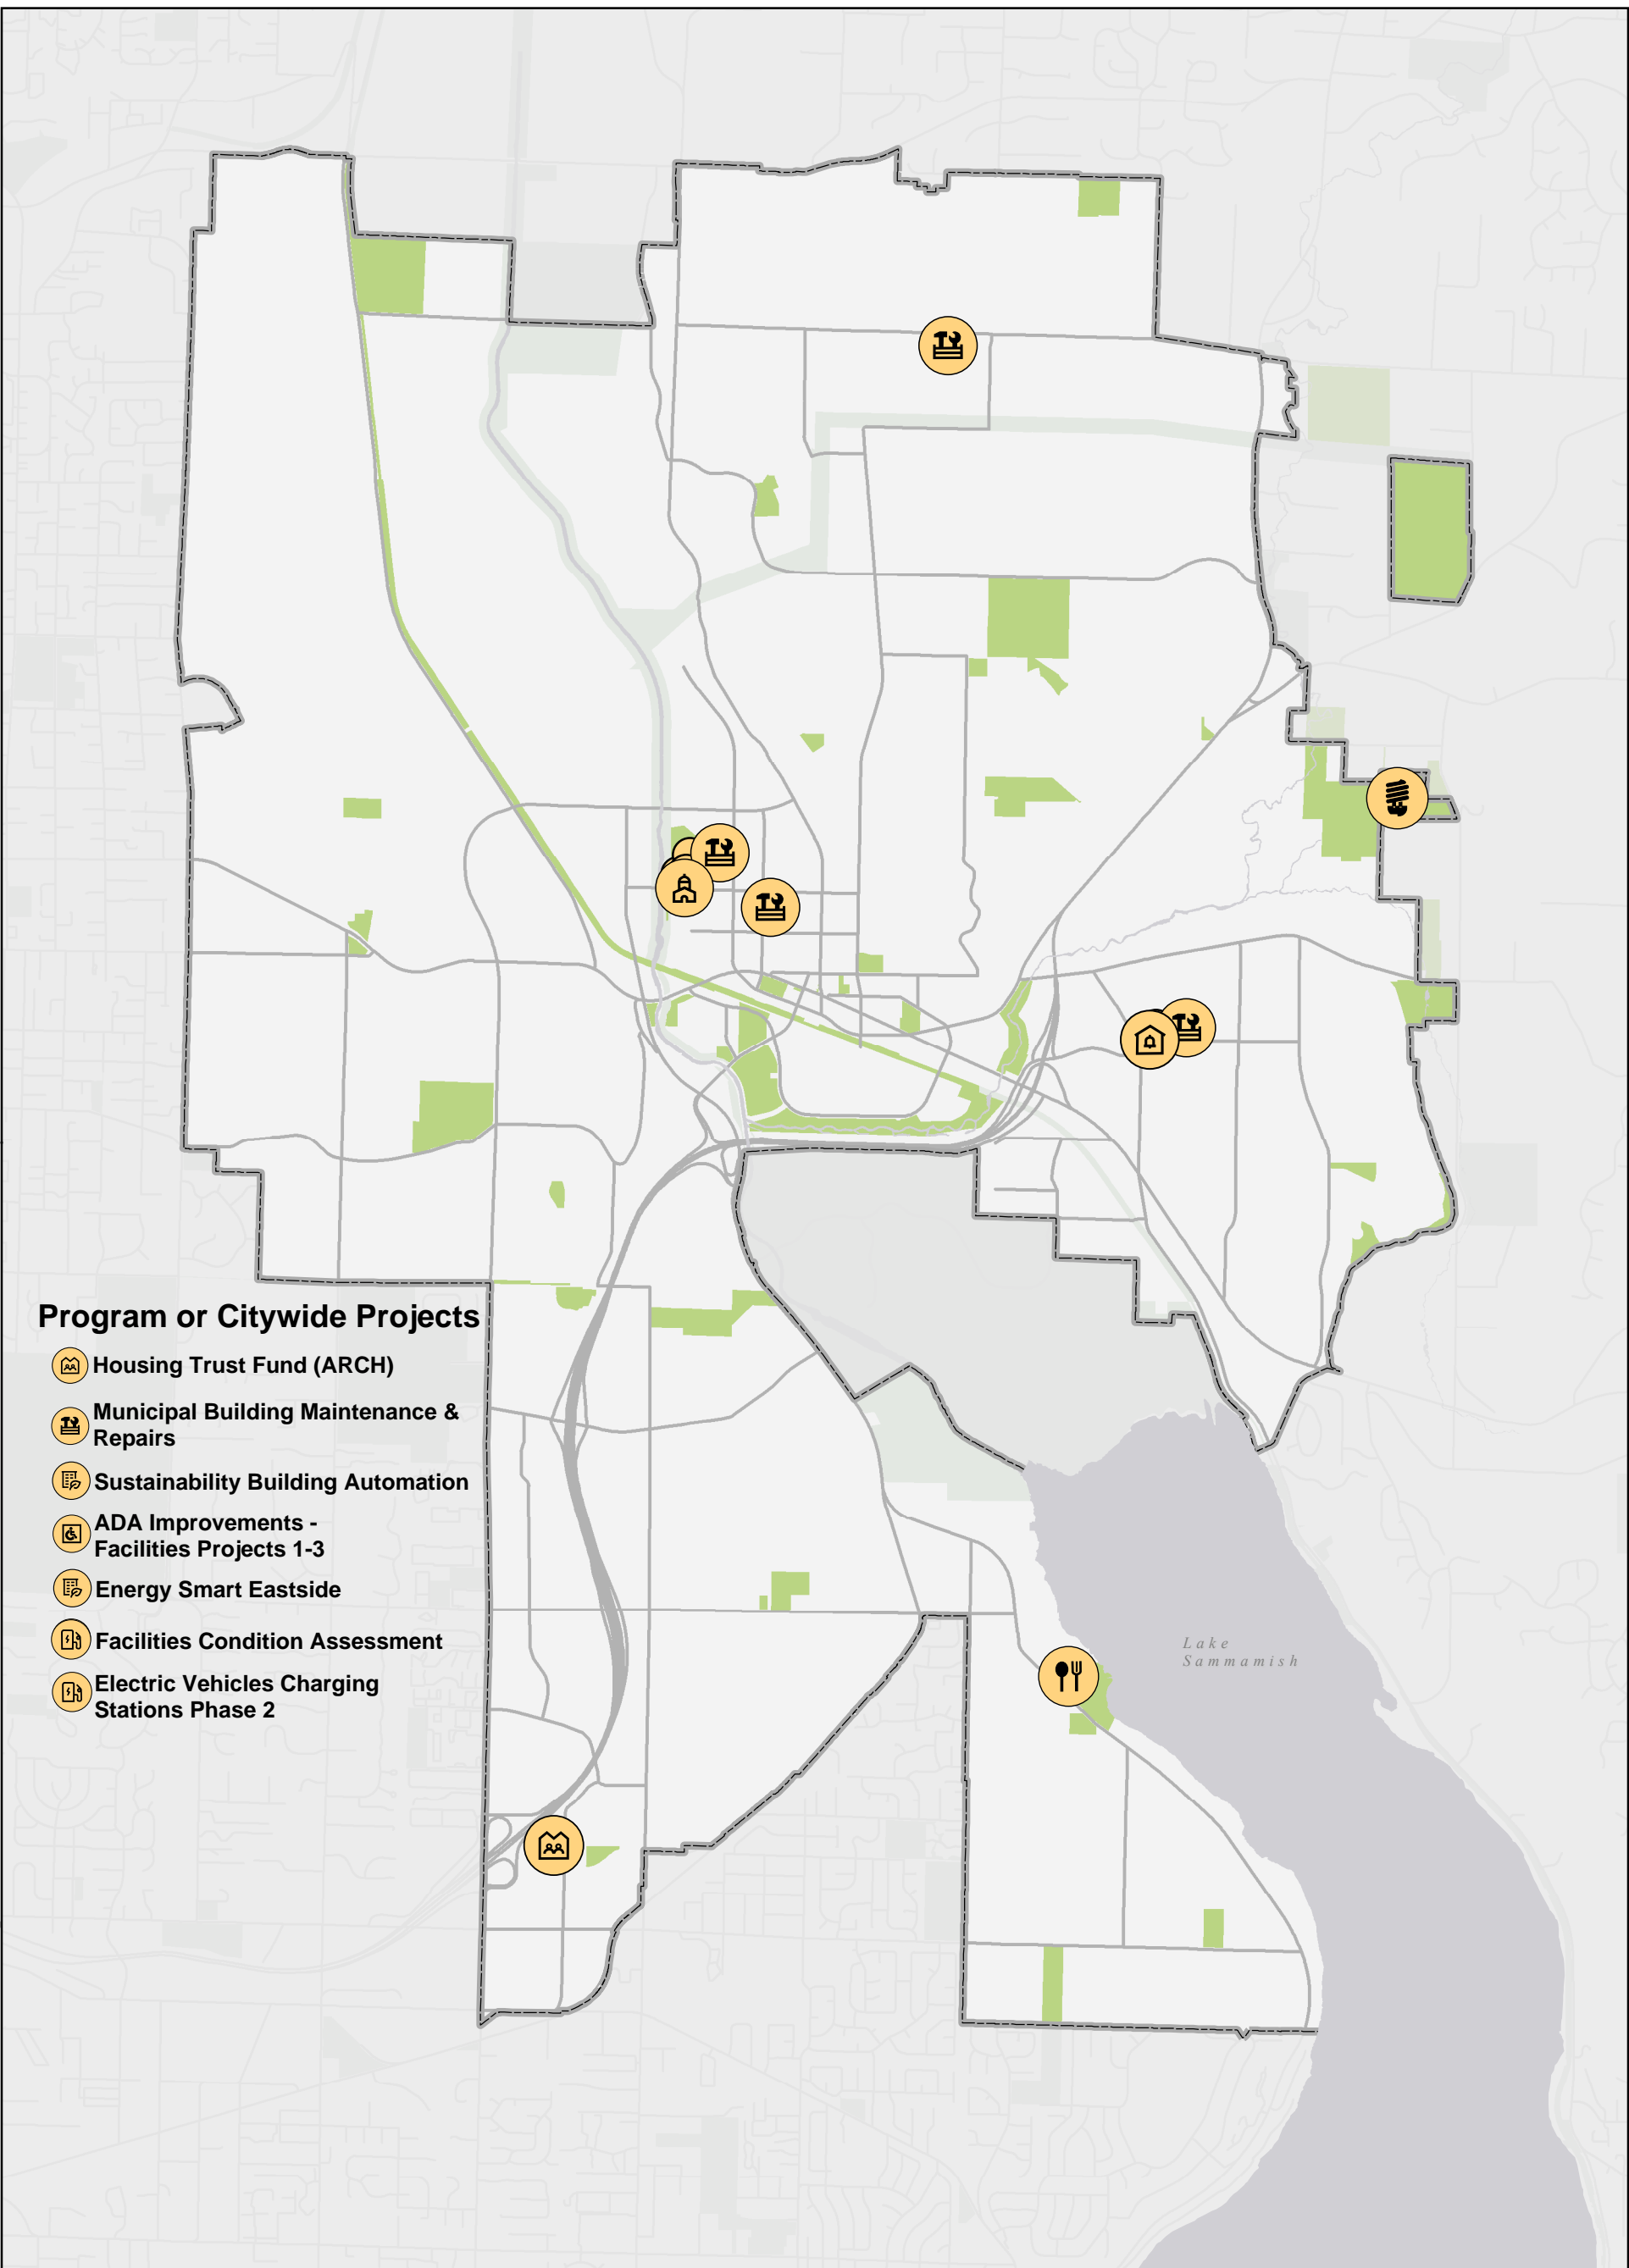 Program or Citywide Projects
Housing Trust Fund (ARCH)
Municipal Building Maintenance &
Repairs
Sustainability Building Automation
ADA Improvements -
Facilities Projects 1-3
Energy Smart Eastside
Facilities Condition Assessment
Electric Vehicles Charging
Stations Phase 2
Lake
Sammamish